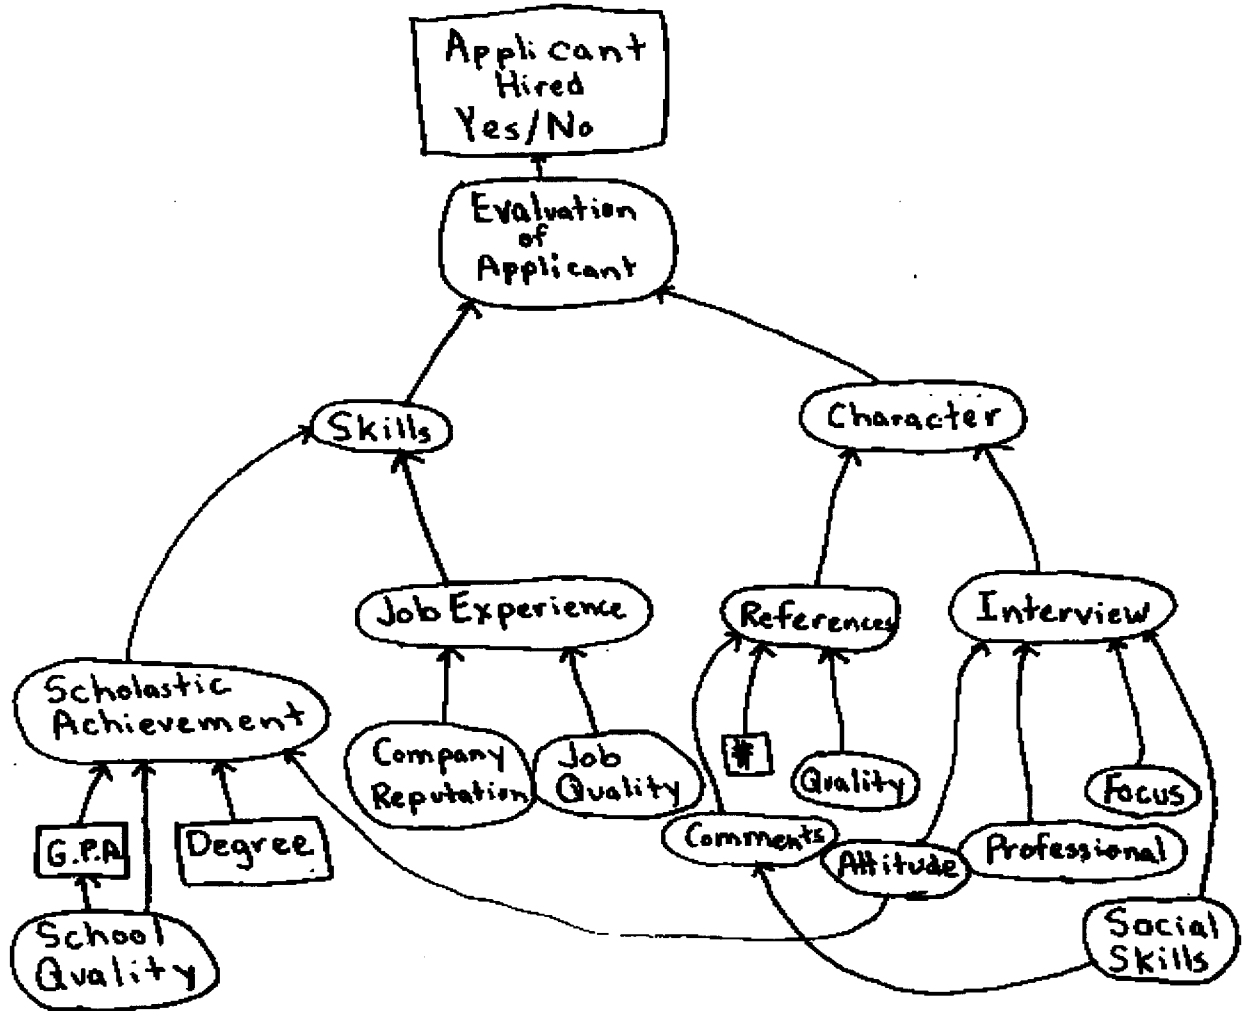 Applicant
Hired
Yes/No
Evaluation
of
Applicant
Skills
Character
Job Experience
References
Interview
Scholastic
Achievement
Company
Reputation
Job
Quality
#
Quality
Focus
G.P.A
Degree
Comments
Attitude
Professional
School
Quality
Social
Skills